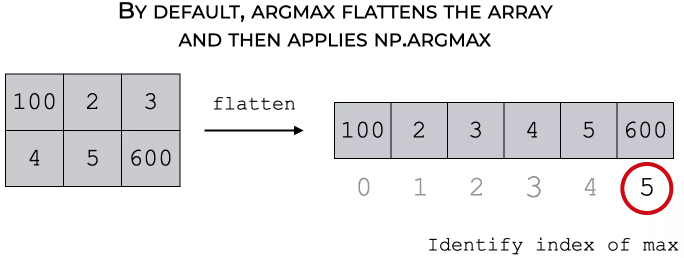 By default, argmax flattens the array
and then applies np.argmax
100 2 3
4 5 600
flatten
100 2 3 4 5 600
0 1 2 3 4 5
Identify index of max